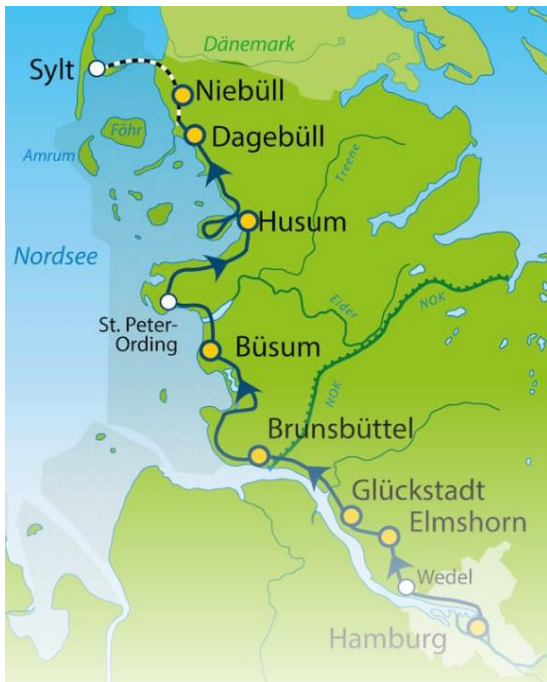 Dänemark
Sylt
Niebüll
Föhr
Dagebüll
Amrum
Treene
Husum
Nordsee
St. Peter-
Ording
Eider
NOK
Büsum
NOK
Brunsbüttel
Glückstadt
Elmshorn
Wedel
Hamburg